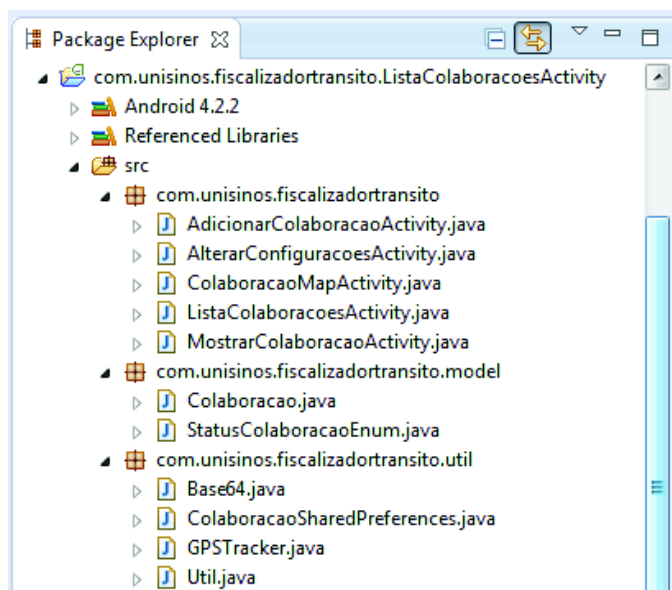 Package Explorer
com.unisinos.fiscalizadortransito.ListaColaboracoesActivity
Android 4.2.2
Referenced Libraries
src
com.unisinos.fiscalizadortransito
AdicionarColaboracaoActivity.java
AlterarConfiguracoesActivity.java
ColaboracaoMapActivity.java
ListaColaboracoesActivity.java
MostrarColaboracaoActivity.java
com.unisinos.fiscalizadortransito.model
Colaboracao.java
StatusColaboracaoEnum.java
com.unisinos.fiscalizadortransito.util
Base64.java
ColaboracaoSharedPreferences.java
GPSTracker.java
Util.java